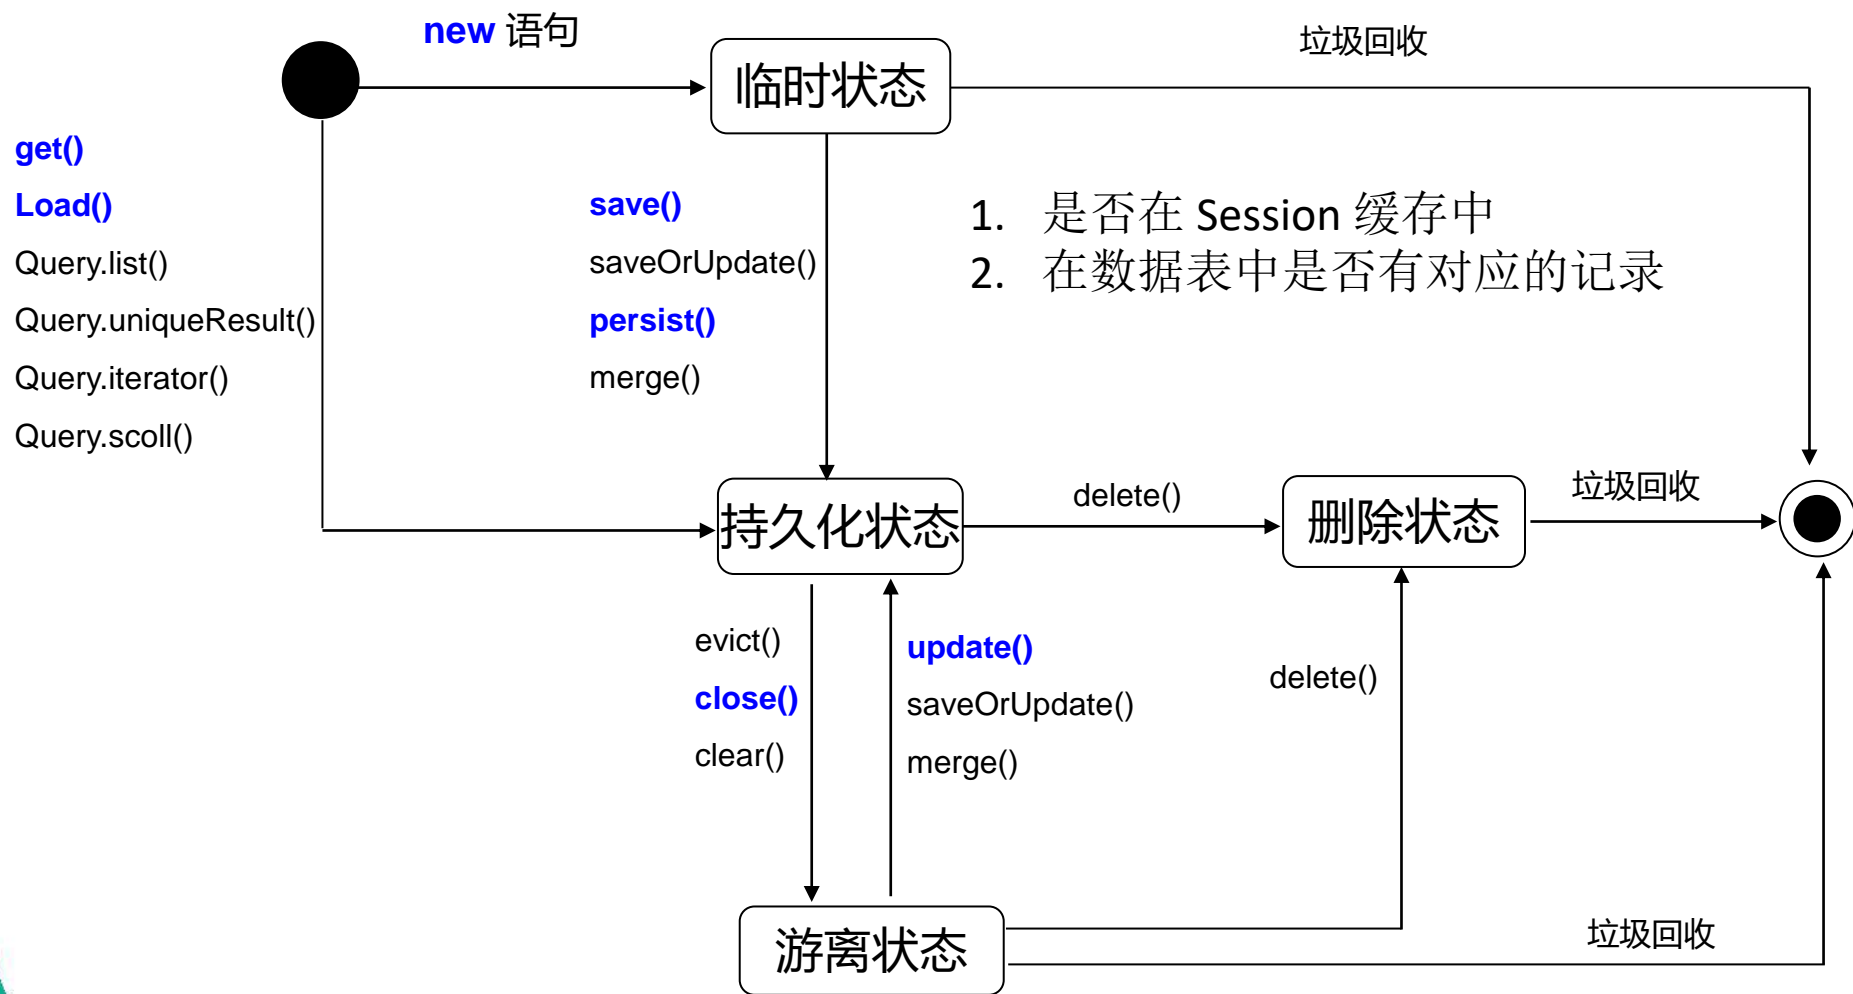 new 语句
垃圾回收
临时状态
get()
Load()
Query.list()
Query.uniqueResult()
Query.iterator()
Query.scoll()
save()
saveOrUpdate()
persist()
merge()
1. 是否在 Session 缓存中
2. 在数据表中是否有对应的记录
持久化状态
delete()
删除状态
垃圾回收
evict()
close()
clear()
update()
saveOrUpdate()
merge()
delete()
游离状态
垃圾回收